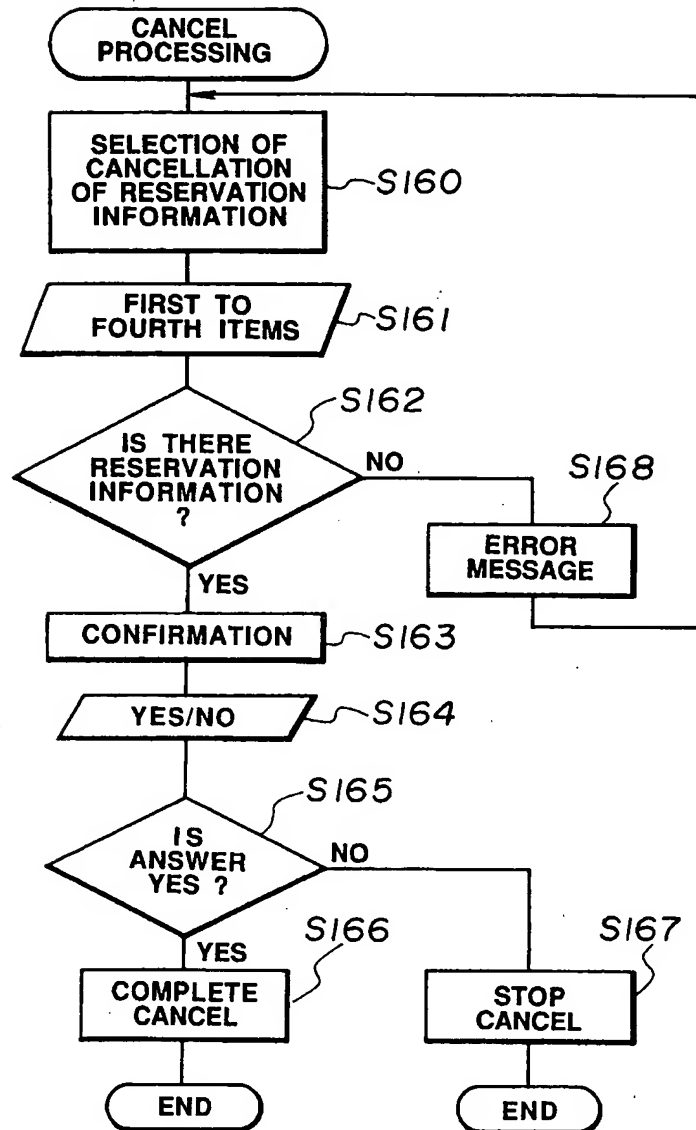 CANCEL
PROCESSING
SELECTION OF
CANCELLATION
OF RESERVATION
INFORMATION
S160
FIRST TO
FOURTH ITEMS
S161
S162
IS THERE
RESERVATION
INFORMATION
?
NO
YES
S168
ERROR
MESSAGE
CONFIRMATION
S163
YES/NO
S164
S165
IS
ANSWER
YES ?
NO
YES
S166
COMPLETE
CANCEL
S167
STOP
CANCEL
END
END